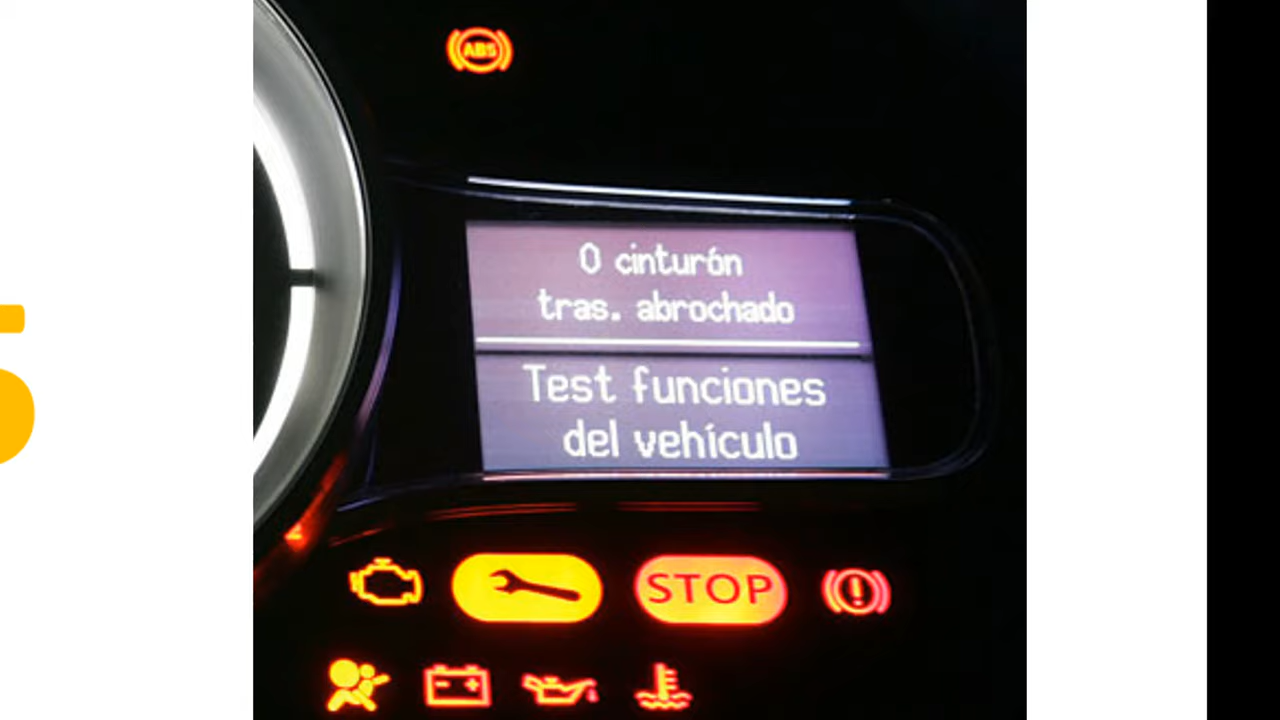 ABS
0 cinturón
tras. abrochado
Test funciones
del vehículo
STOP